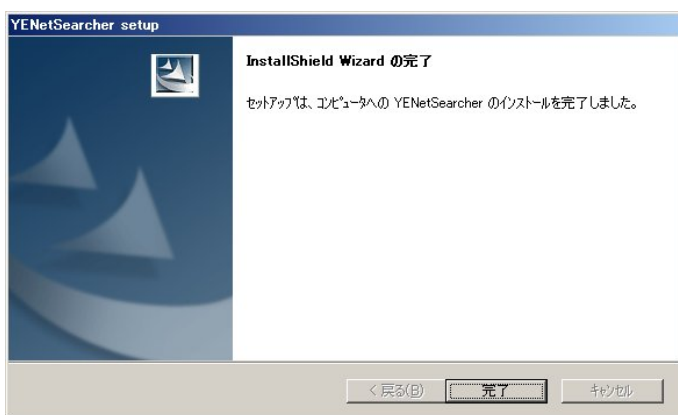 YENetSearcher setup
InstallShield Wizard の完了
セットアップは、コンピュータへの YENetSearcher のインストールを完了しました。
< 戻る(B)
完了
キャンセル